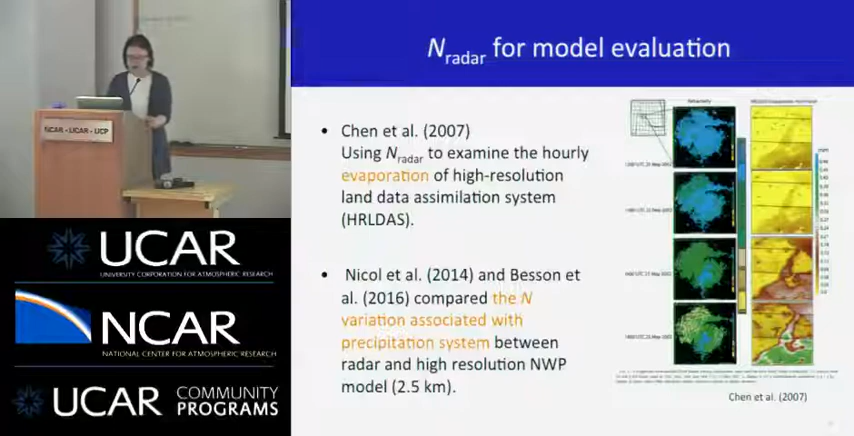 N radar for model evaluation
• Chen et al. (2007)
Using N radar to examine the hourly
evaporation of high-resolution
land data assimilation system
(HRLDAS).
• Nicol et al. (2014) and Besson et
al. (2016) compared the N
variation associated with
precipitation system between
radar and high resolution NWP
model (2.5 km).
Chen et al. (2007)
NCAR - UCAR - UCP
UCAR
UNIVERSITY CORPORATION FOR ATMOSPHERIC RESEARCH
NCAR
NATIONAL CENTER FOR ATMOSPHERIC RESEARCH
UCAR COMMUNITY
PROGRAMS